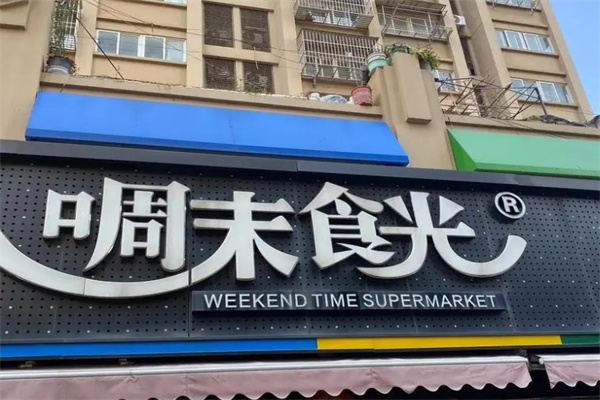 啁末食光®
WEEKEND TIME SUPERMARKET